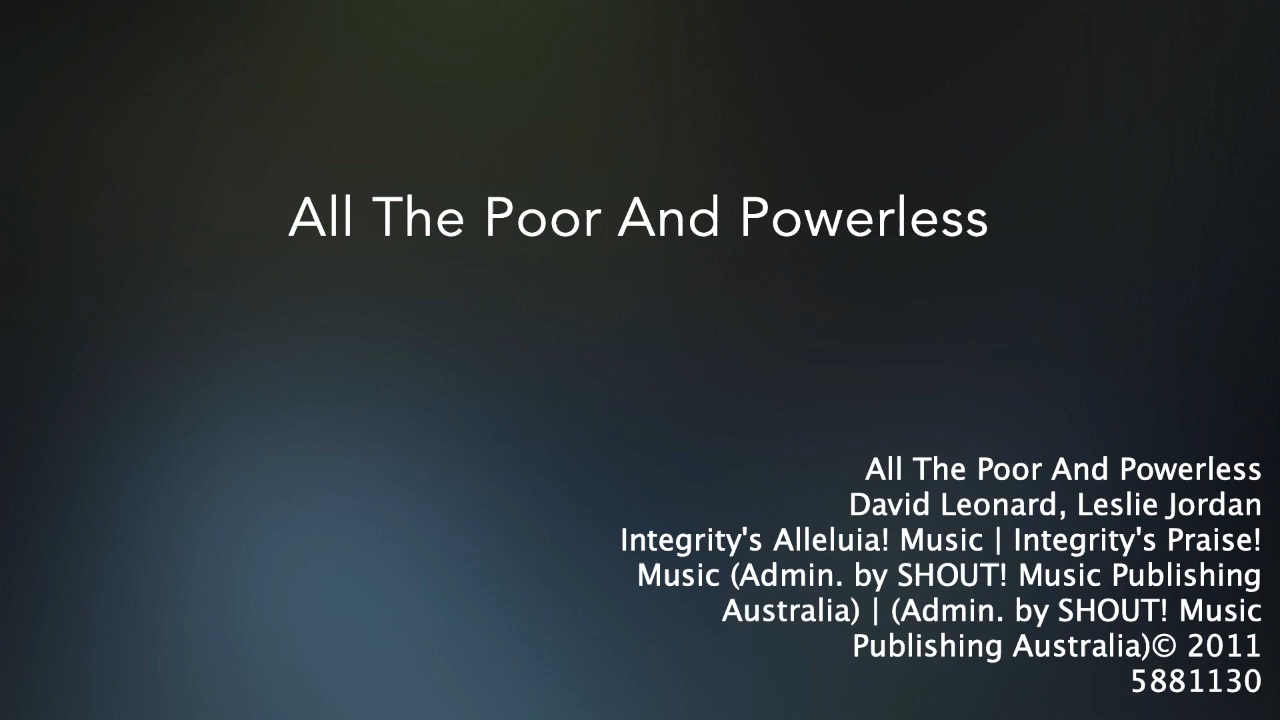 All The Poor And Powerless
All The Poor And Powerless
David Leonard, Leslie Jordan
Integrity's Alleluia! Music | Integrity's Praise!
Music (Admin. by SHOUT! Music Publishing
Australia) | (Admin. by SHOUT! Music
Publishing Australia)© 2011
5881130